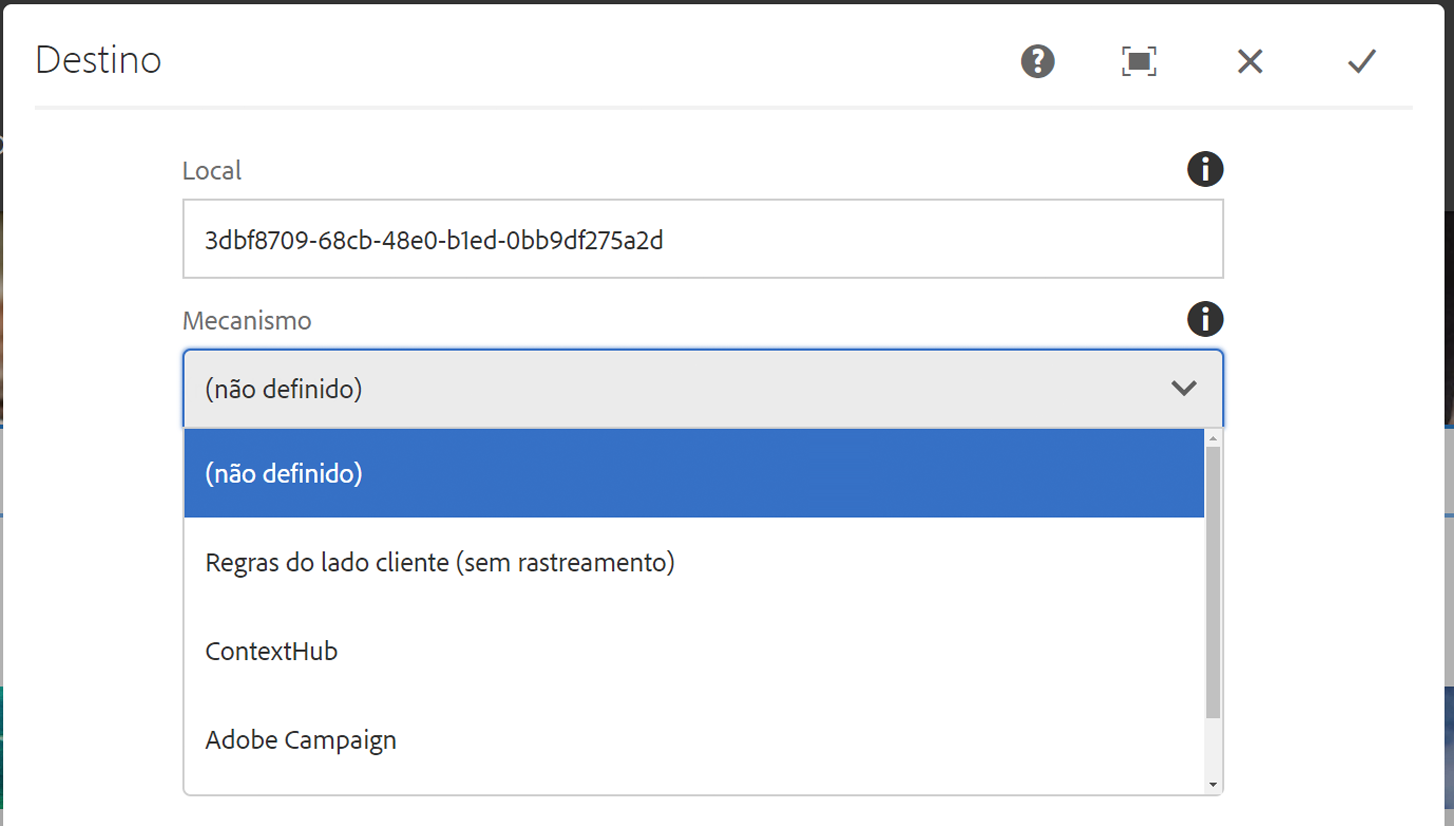 Destino
Local
3dbf8709-68cb-48e0-b1ed-0bb9df275a2d
Mecanismo
(não definido)
(não definido)
Regras do lado cliente (sem rastreamento)
ContextHub
Adobe Campaign